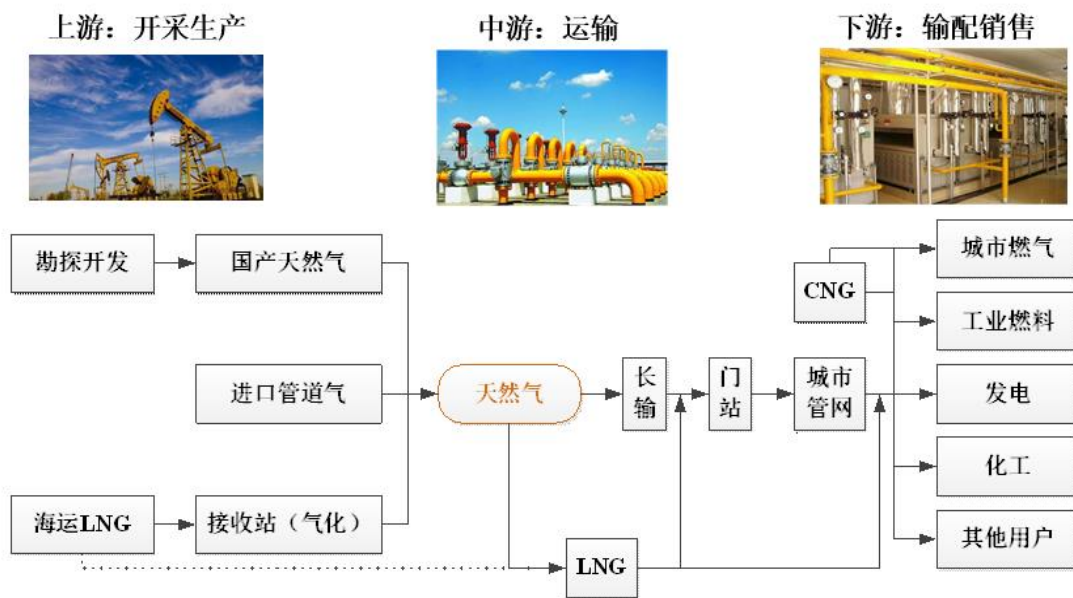 上游：开采生产
中游：运输
下游：输配销售
勘探开发
国产天然气
CNG
城市燃气
工业燃料
进口管道气
天然气
长
输
门
站
城市
管网
发电
化工
海运LNG
接收站（气化）
LNG
其他用户